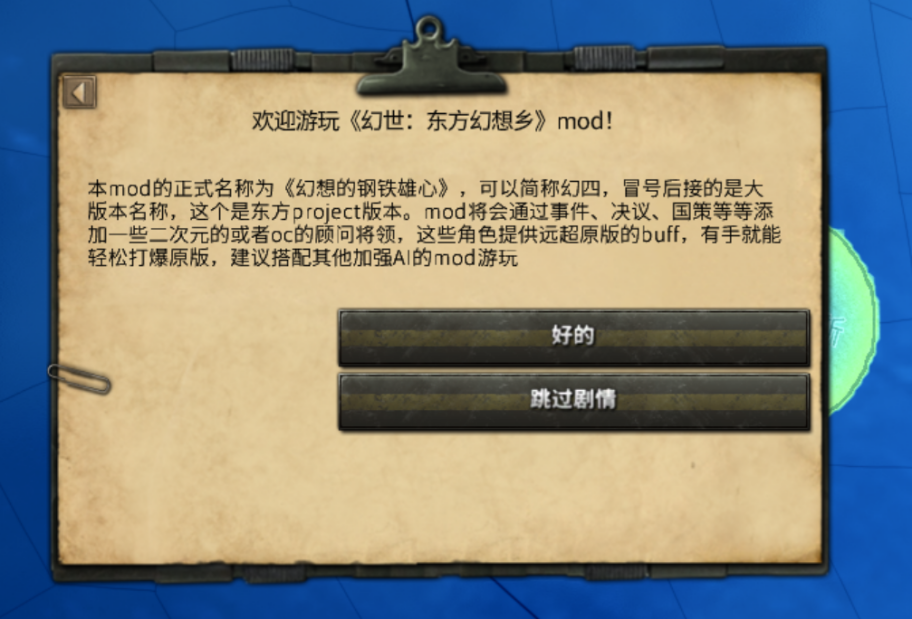 欢迎游玩《幻世：东方幻想乡》mod！
本mod的正式名称为《幻想的钢铁雄心》，可以简称幻四，冒号后接的是大
版本名称，这个是东方project版本。mod将会通过事件、决议、国策等等添
加一些二次元的或者oc的顾问将领，这些角色提供远超原版的buff，有手就能
轻松打爆原版，建议搭配其他加强AI的mod游玩
好的
跳过剧情